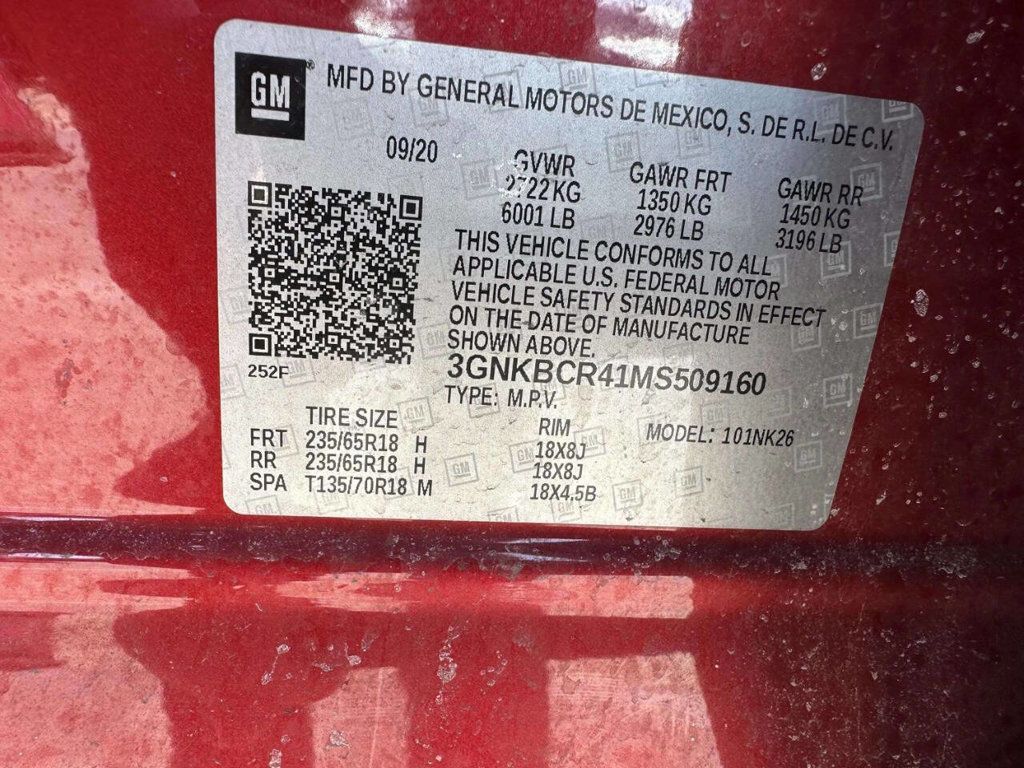 GM MFD BY GENERAL MOTORS DE MEXICO, S. DE R.L. DE C.V.
09/20 GVWR GAWR FRT GAWR RR
2722 KG 1350 KG 1450 KG
6001 LB 2976 LB 3196 LB
THIS VEHICLE CONFORMS TO ALL
APPLICABLE U.S. FEDERAL MOTOR
VEHICLE SAFETY STANDARDS IN EFFECT
ON THE DATE OF MANUFACTURE
SHOWN ABOVE.
252F
3GNKBCR41MS509160
TYPE: M.P.V.
TIRE SIZE RIM MODEL: 101NK26
FRT 235/65R18 H 18X8J
RR 235/65R18 H 18X8J
SPA T135/70R18 M 18X4.5B